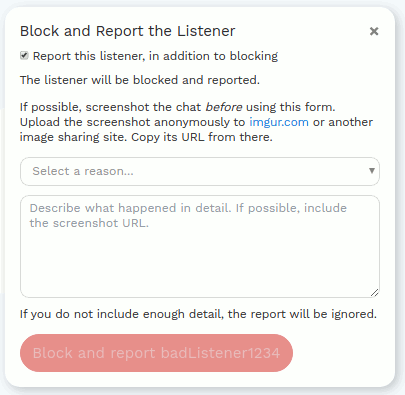 Block and Report the Listener
×
Report this listener, in addition to blocking
The listener will be blocked and reported.
If possible, screenshot the chat before using this form.
Upload the screenshot anonymously to imgur.com or another
image sharing site. Copy its URL from there.
Select a reason...
Describe what happened in detail. If possible, include
the screenshot URL.
If you do not include enough detail, the report will be ignored.
Block and report badListener1234